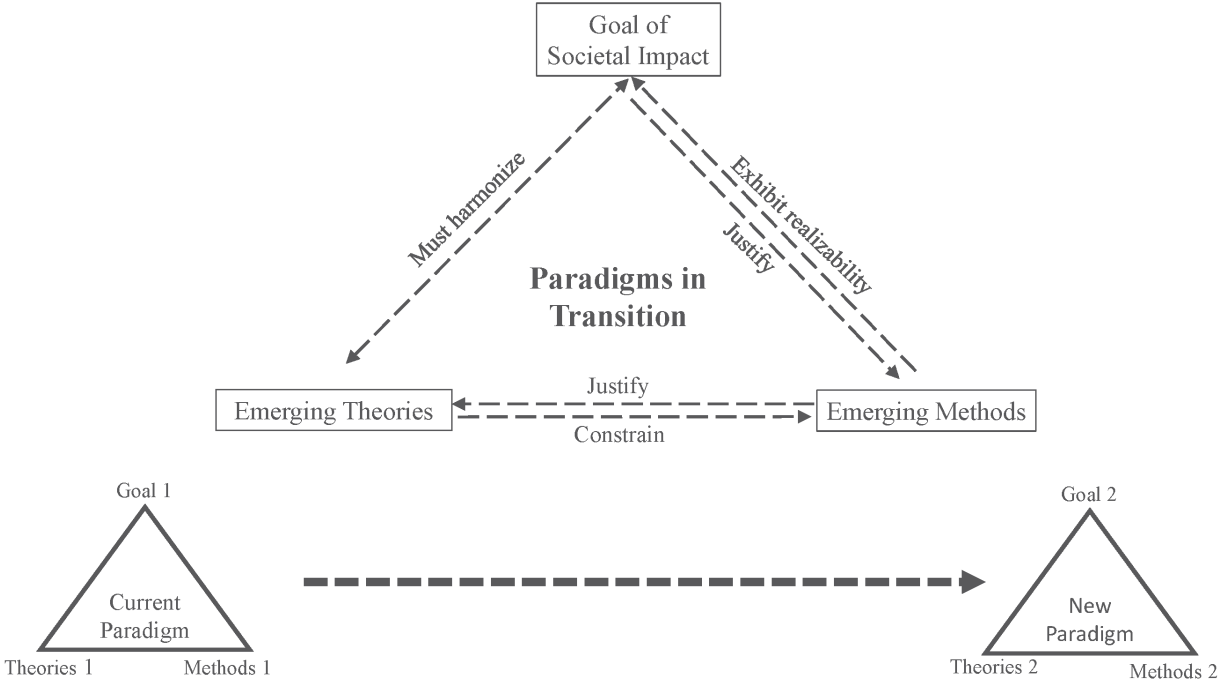 Goal of
Societal Impact
Must harmonize
Exhibit realizability
Justify
Paradigms in
Transition
Justify
Emerging Theories
Emerging Methods
Constrain
Goal 1
Goal 2
Current
Paradigm
New
Paradigm
Theories 1
Methods 1
Theories 2
Methods 2